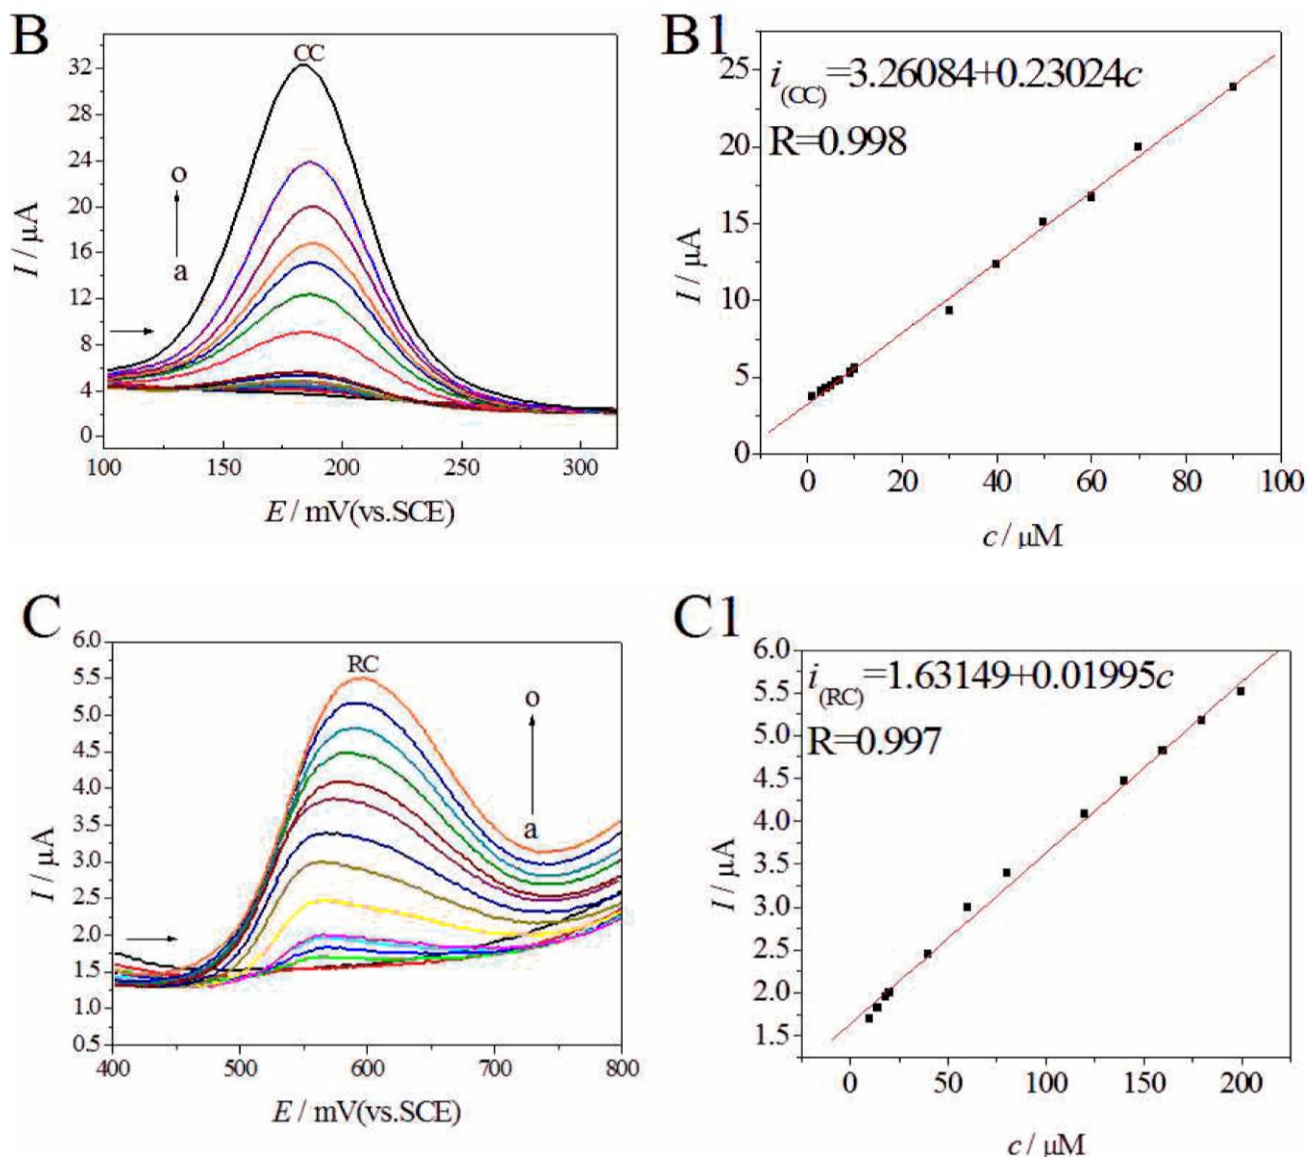 B
CC
o
a
32
28
24
20
16
12
8
4
0
100 150 200 250 300
I / μA
E / mV(vs.SCE)
B1
i(CC)=3.26084+0.23024c
R=0.998
25
20
15
10
5
0
0 20 40 60 80 100
I / μA
c / μM
C
RC
o
a
6.0
5.5
5.0
4.5
4.0
3.5
3.0
2.5
2.0
1.5
1.0
0.5
400 500 600 700 800
I / μA
E / mV(vs.SCE)
C1
i(RC)=1.63149+0.01995c
R=0.997
6.0
5.5
5.0
4.5
4.0
3.5
3.0
2.5
2.0
1.5
0 50 100 150 200
I / μA
c / μM